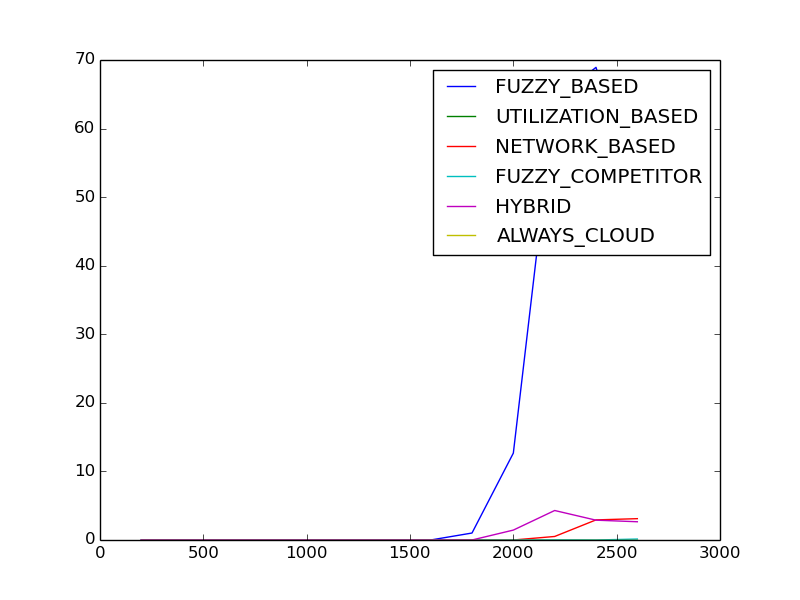 70
60
50
40
30
20
10
0
0 500 1000 1500 2000 2500 3000
FUZZY_BASED
UTILIZATION_BASED
NETWORK_BASED
FUZZY_COMPETITOR
HYBRID
ALWAYS_CLOUD